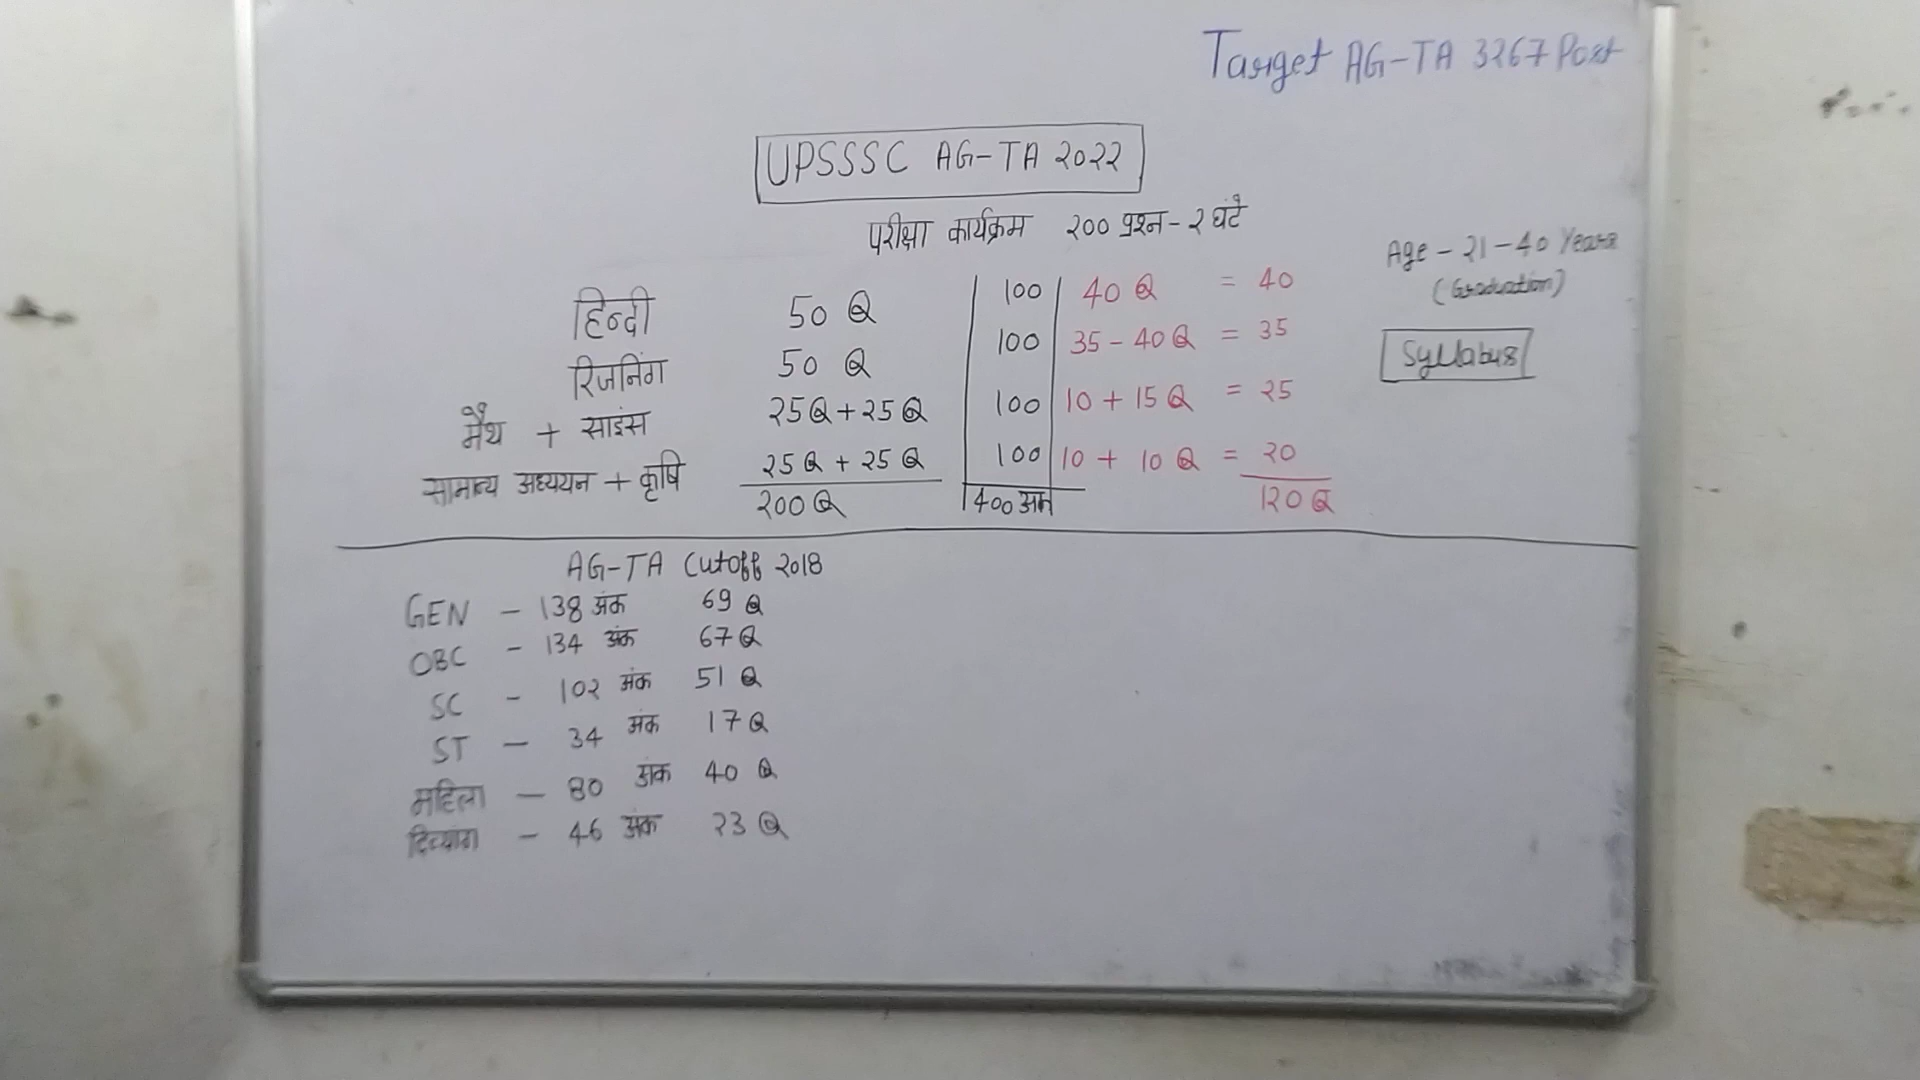 Target AG-TA 3267 Post
UPSSSC AG-TA 2022
परीक्षा कार्यक्रम 200 प्रश्न - 2 घंटे
Age - 21-40 Years
(Graduation)
Syllabus
हिन्दी 50 Q 100 40 Q = 40
रिजनिंग 50 Q 100 35-40 Q = 35
मैथ + साइंस 25Q+25Q 100 10 + 15 Q = 25
सामान्य अध्ययन + कृषि 25Q + 25Q 100 10 + 10 Q = 20
200 Q 400 अंक 120 Q
AG-TA Cutoff 2018
GEN - 138 अंक 69 Q
OBC - 134 अंक 67 Q
SC - 102 अंक 51 Q
ST - 34 अंक 17 Q
महिला - 80 अंक 40 Q
दिव्यांग - 46 अंक 23 Q